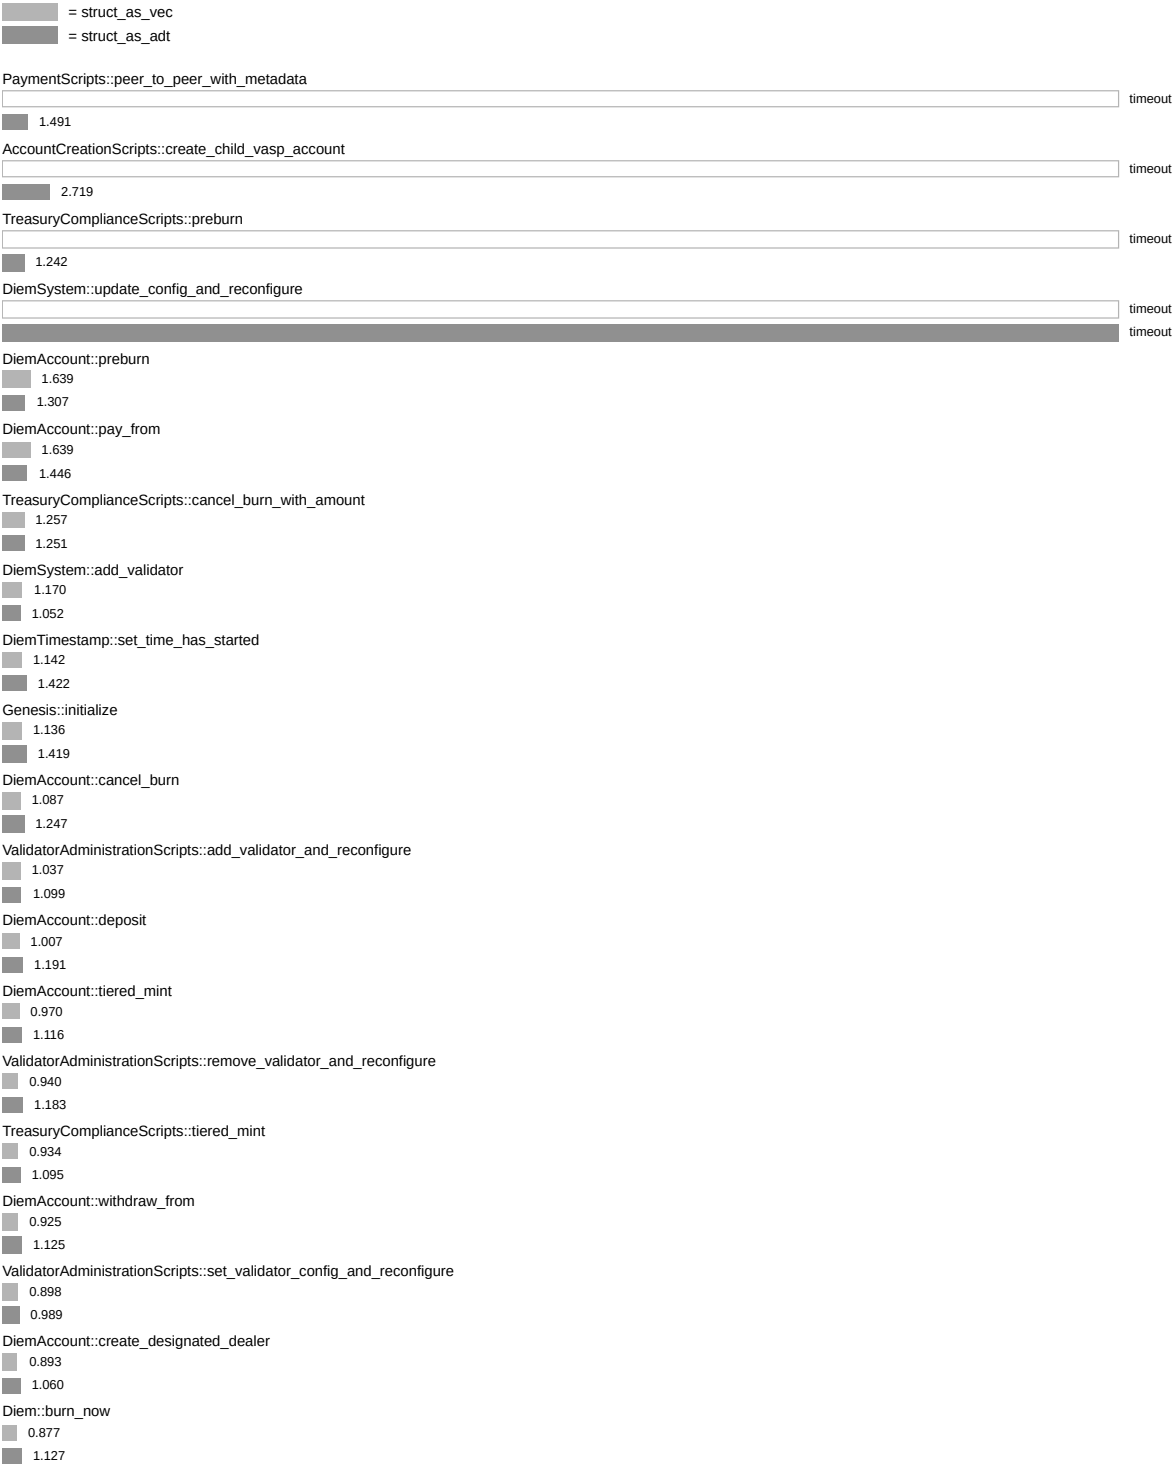 = struct_as_vec
= struct_as_adt
PaymentScripts::peer_to_peer_with_metadata
timeout
1.491
AccountCreationScripts::create_child_vasp_account
timeout
2.719
TreasuryComplianceScripts::preburn
timeout
1.242
DiemSystem::update_config_and_reconfigure
timeout
timeout
DiemAccount::preburn
1.639
1.307
DiemAccount::pay_from
1.639
1.446
TreasuryComplianceScripts::cancel_burn_with_amount
1.257
1.251
DiemSystem::add_validator
1.170
1.052
DiemTimestamp::set_time_has_started
1.142
1.422
Genesis::initialize
1.136
1.419
DiemAccount::cancel_burn
1.087
1.247
ValidatorAdministrationScripts::add_validator_and_reconfigure
1.037
1.099
DiemAccount::deposit
1.007
1.191
DiemAccount::tiered_mint
0.970
1.116
ValidatorAdministrationScripts::remove_validator_and_reconfigure
0.940
1.183
TreasuryComplianceScripts::tiered_mint
0.934
1.095
DiemAccount::withdraw_from
0.925
1.125
ValidatorAdministrationScripts::set_validator_config_and_reconfigure
0.898
0.989
DiemAccount::create_designated_dealer
0.893
1.060
Diem::burn_now
0.877
1.127